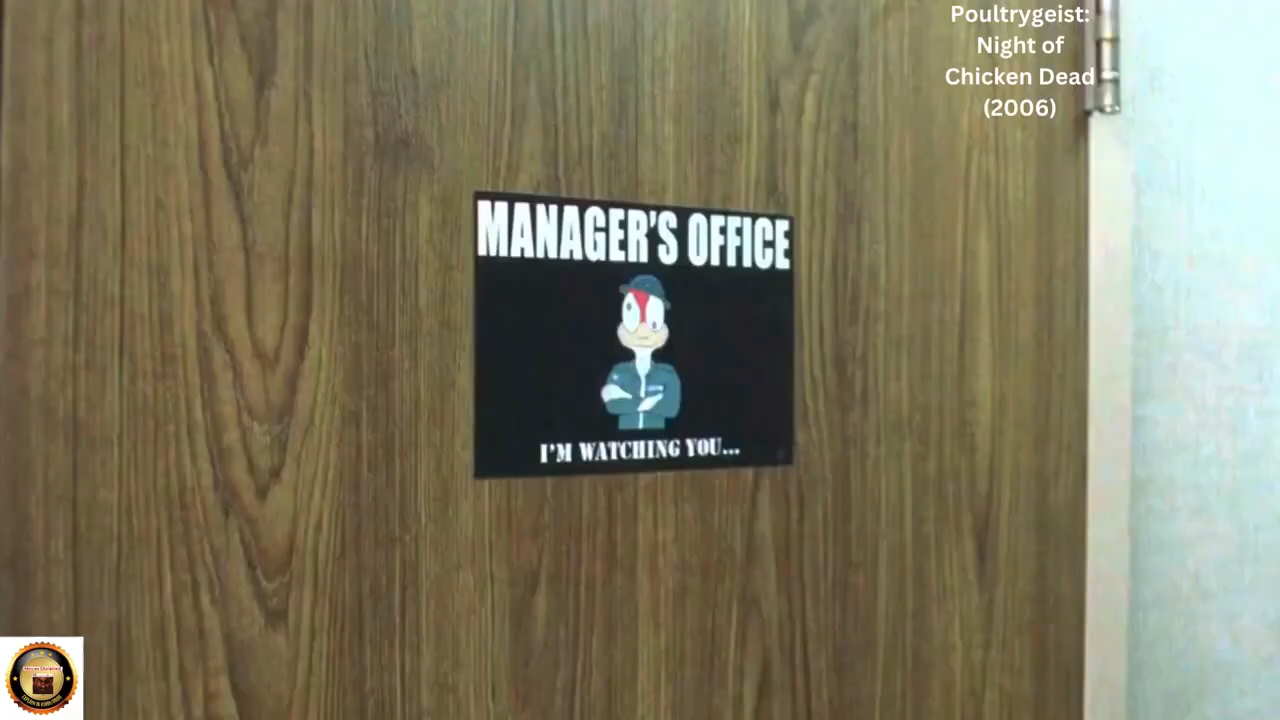 Poultrygeist:
Night of
Chicken Dead
(2006)
MANAGER'S OFFICE
I'M WATCHING YOU...